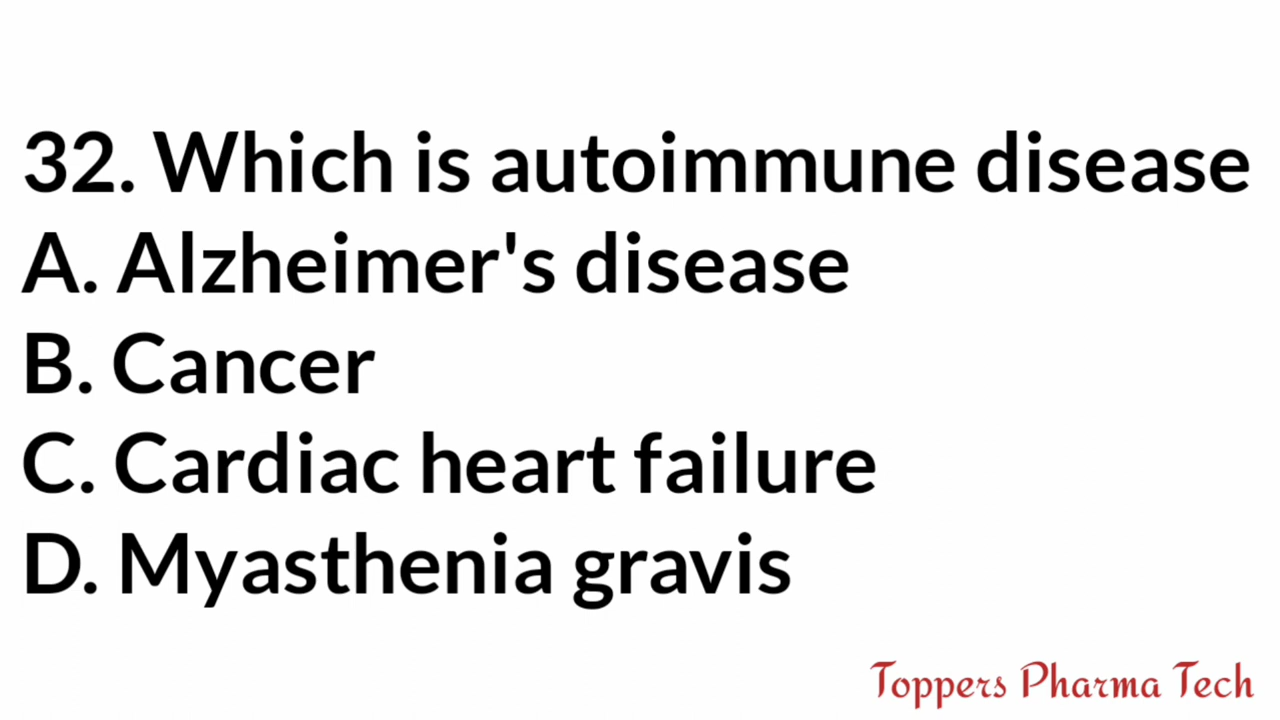 32. Which is autoimmune disease
A. Alzheimer's disease
B. Cancer
C. Cardiac heart failure
D. Myasthenia gravis
Toppers Pharma Tech